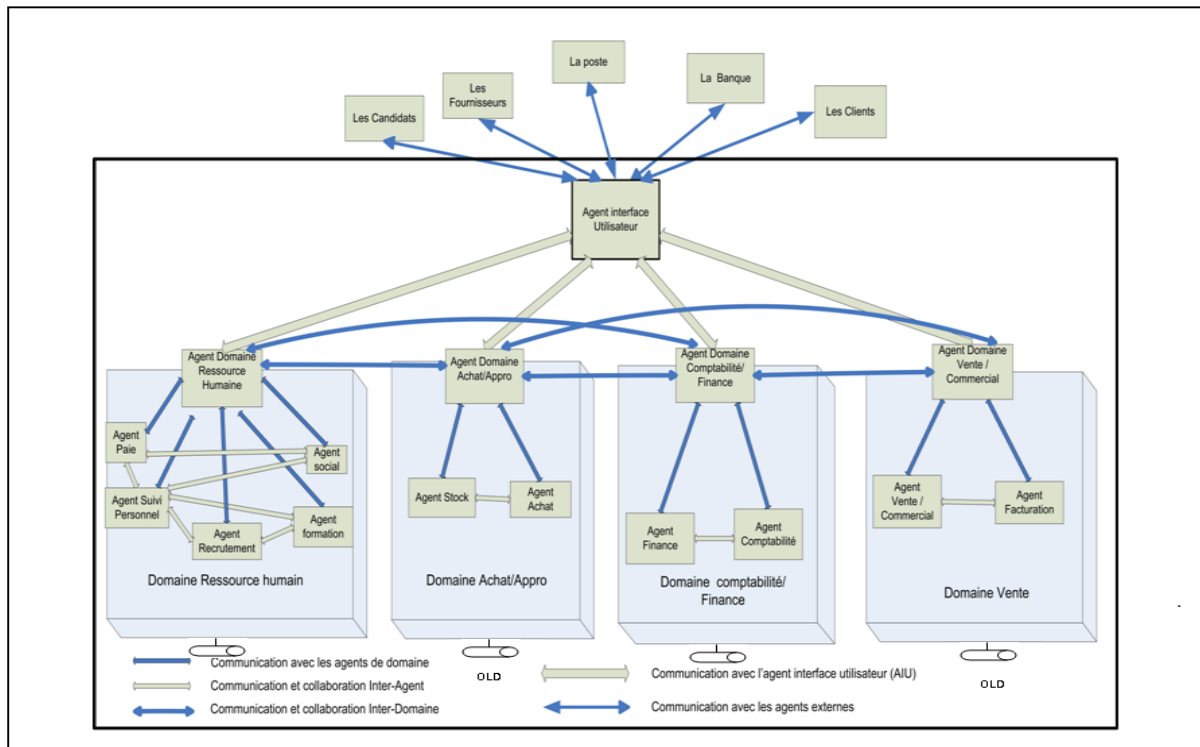 La poste
La Banque
Les
Fournisseurs
Les Candidats
Les Clients
Agent interface
Utilisateur
Agent Domaine
Ressource
Humaine
Agent Domaine
Achat/Appro
Agent Domaine
Comptabilité/
Finance
Agent Domaine
Vente /
Commercial
Agent
Paie
Agent
social
Agent Suivi
Personnel
Agent
Recrutement
Agent
formation
Agent Stock
Agent
Achat
Agent
Finance
Agent
Comptabilité
Agent
Vente /
Commercial
Agent
Facturation
Domaine Ressource humain
Domaine Achat/Appro
Domaine comptabilité/
Finance
Domaine Vente
OLD
OLD
Communication avec les agents de domaine
Communication et collaboration Inter-Agent
Communication et collaboration Inter-Domaine
Communication avec l'agent interface utilisateur (AIU)
Communication avec les agents externes